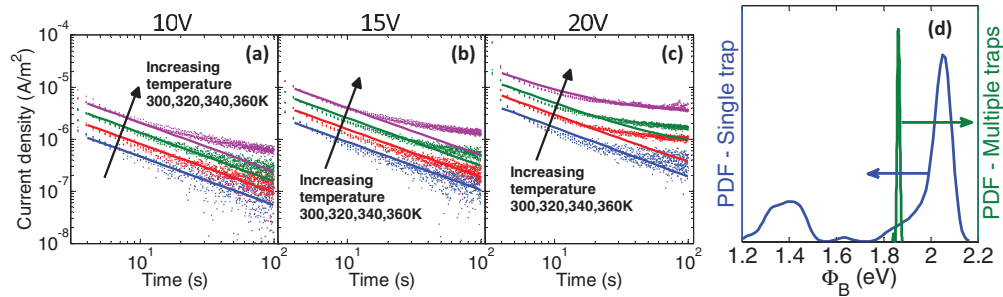 10V
15V
20V
Current density (A/m²)
10⁻⁴
10⁻⁵
10⁻⁶
10⁻⁷
10⁻⁸
(a)
Increasing
temperature
300,320,340,360K
10¹
10²
Time (s)
(b)
Increasing
temperature
300,320,340,360K
10¹
10²
Time (s)
(c)
Increasing
temperature
300,320,340,360K
10¹
10²
Time (s)
PDF - Single trap
(d)
PDF - Multiple traps
1.2 1.4 1.6 1.8 2 2.2
Φ_B (eV)